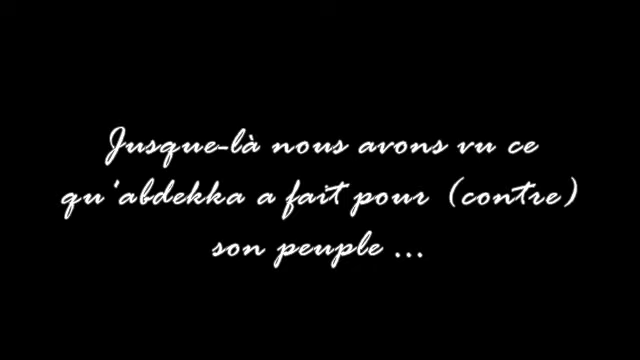 Jusque-là nous avons vu ce
qu'abdekka a fait pour (contre)
son peuple ...